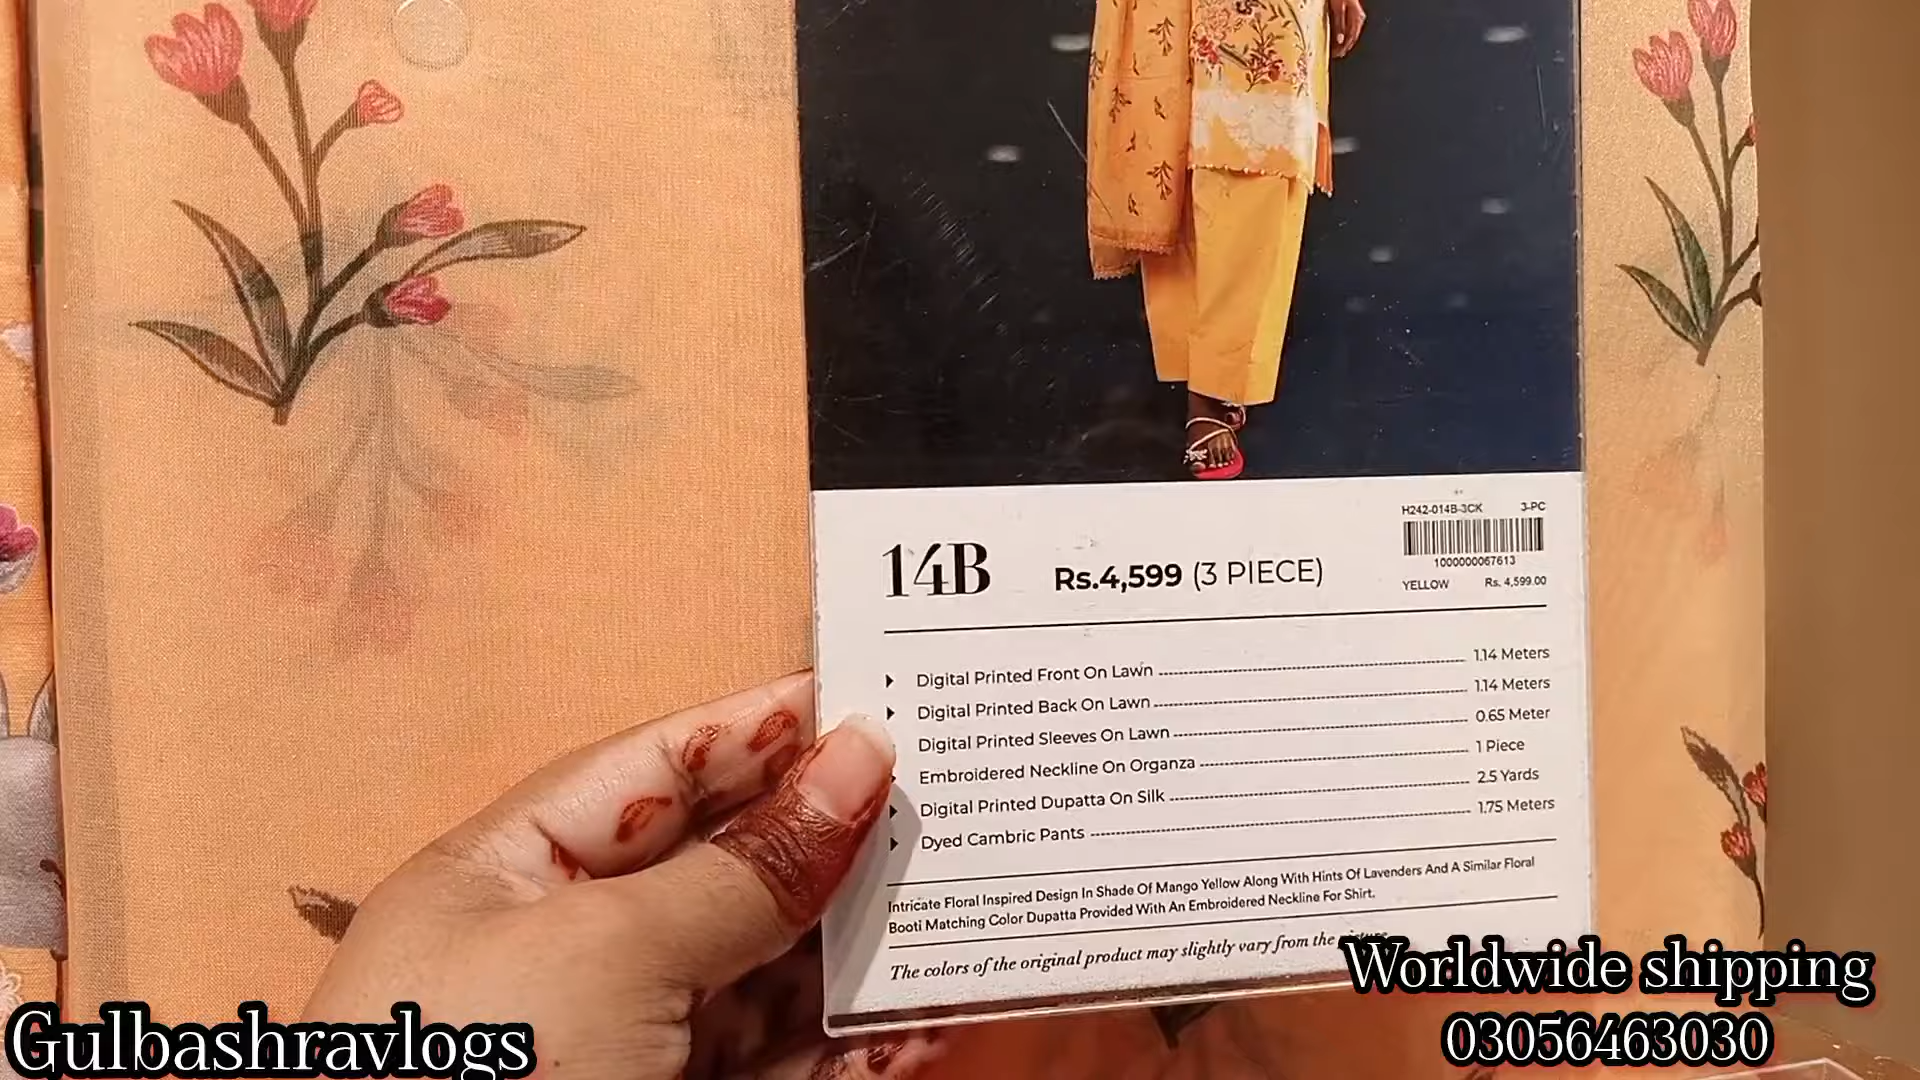 H242-014B-3CK 3-PC
1000000067613
YELLOW Rs. 4,599.00
14B Rs.4,599 (3 PIECE)
Digital Printed Front On Lawn 1.14 Meters
Digital Printed Back On Lawn 1.14 Meters
Digital Printed Sleeves On Lawn 0.65 Meter
Embroidered Neckline On Organza 1 Piece
Digital Printed Dupatta On Silk 2.5 Yards
Dyed Cambric Pants 1.75 Meters
Intricate Floral Inspired Design In Shade Of Mango Yellow Along With Hints Of Lavenders And A Similar Floral
Booti Matching Color Dupatta Provided With An Embroidered Neckline For Shirt.
The colors of the original product may slightly vary from the
Worldwide shipping
03056463030
Gulbashravlogs